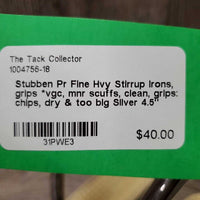 The Tack Collector
1004756-18
Stubben Pr Fine Hvy Stirrup Irons,
grips *vgc, mnr scuffs, clean, grips:
chips, dry & too big Silver 4.5"
$40.00
31PWE3